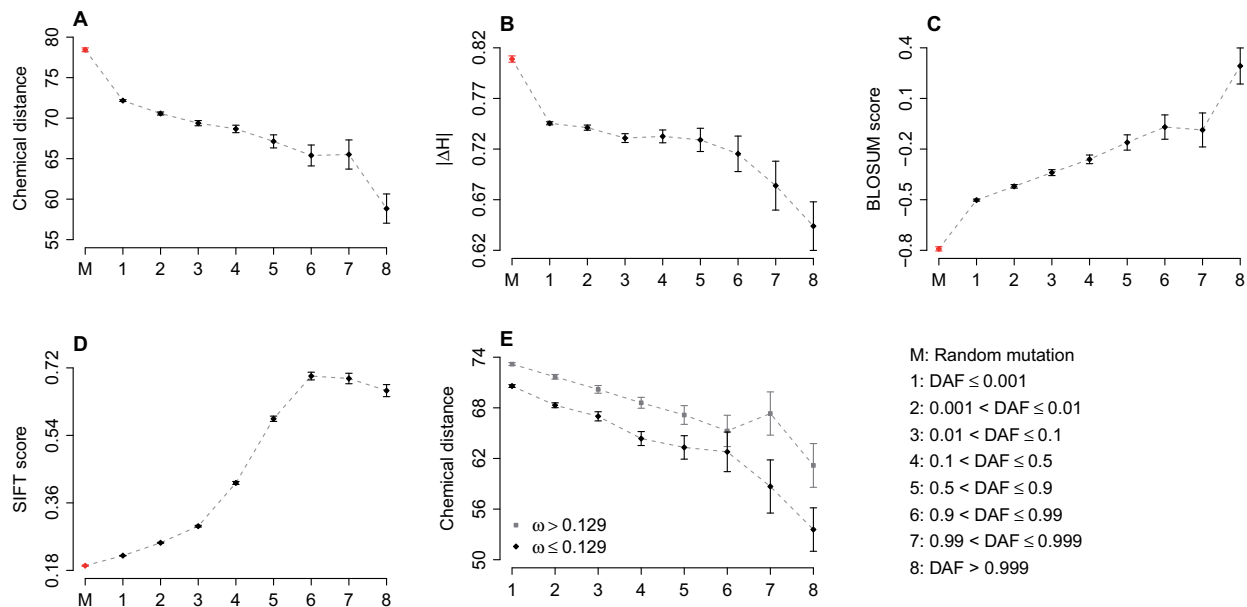 A
Chemical distance
80
75
70
65
60
55
M 1 2 3 4 5 6 7 8
B
|ΔH|
0.82
0.77
0.72
0.67
0.62
M 1 2 3 4 5 6 7 8
C
BLOSUM score
0.4
0.1
−0.2
−0.5
−0.8
M 1 2 3 4 5 6 7 8
D
SIFT score
0.72
0.54
0.36
0.18
M 1 2 3 4 5 6 7 8
E
Chemical distance
74
68
62
56
50
ω > 0.129
ω ≤ 0.129
1 2 3 4 5 6 7 8
M: Random mutation
1: DAF ≤ 0.001
2: 0.001 < DAF ≤ 0.01
3: 0.01 < DAF ≤ 0.1
4: 0.1 < DAF ≤ 0.5
5: 0.5 < DAF ≤ 0.9
6: 0.9 < DAF ≤ 0.99
7: 0.99 < DAF ≤ 0.999
8: DAF > 0.999